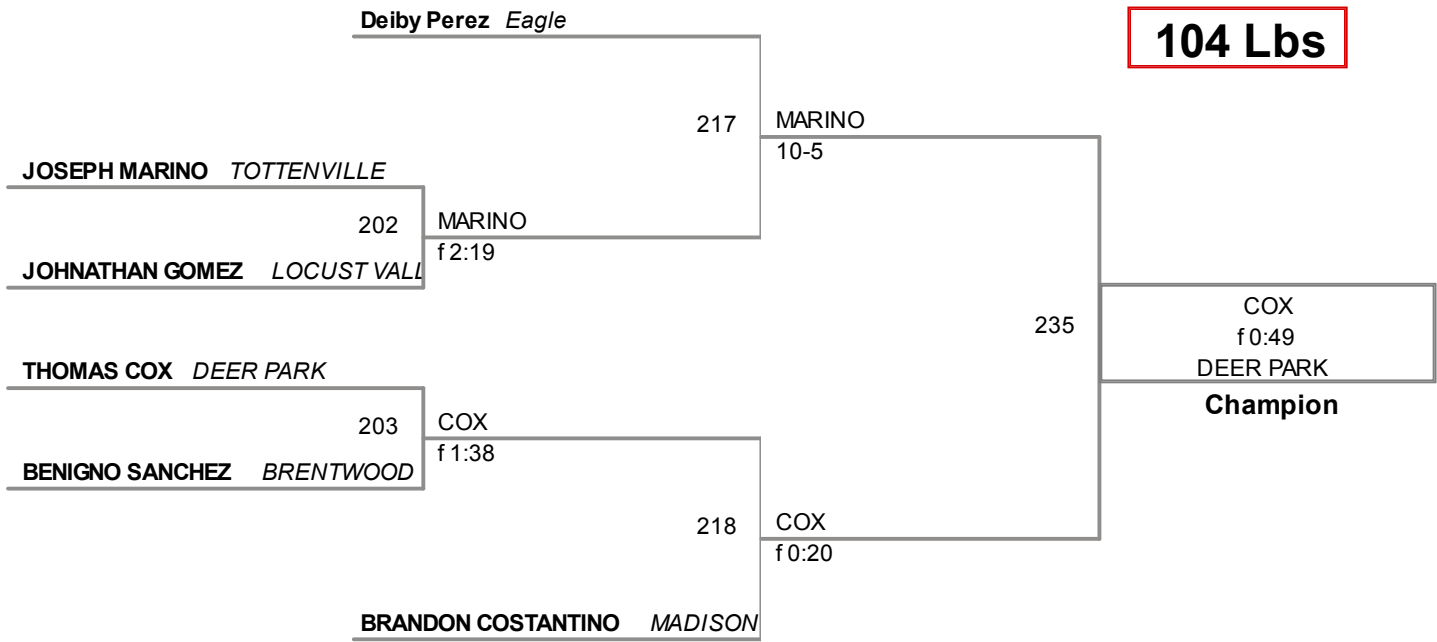 Deiby Perez Eagle
104 Lbs
217
MARINO
10-5
JOSEPH MARINO TOTTENVILLE
202
MARINO
f 2:19
JOHNATHAN GOMEZ LOCUST VALL
235
COX
f 0:49
DEER PARK
Champion
THOMAS COX DEER PARK
203
COX
f 1:38
BENIGNO SANCHEZ BRENTWOOD
218
COX
f 0:20
BRANDON COSTANTINO MADISON